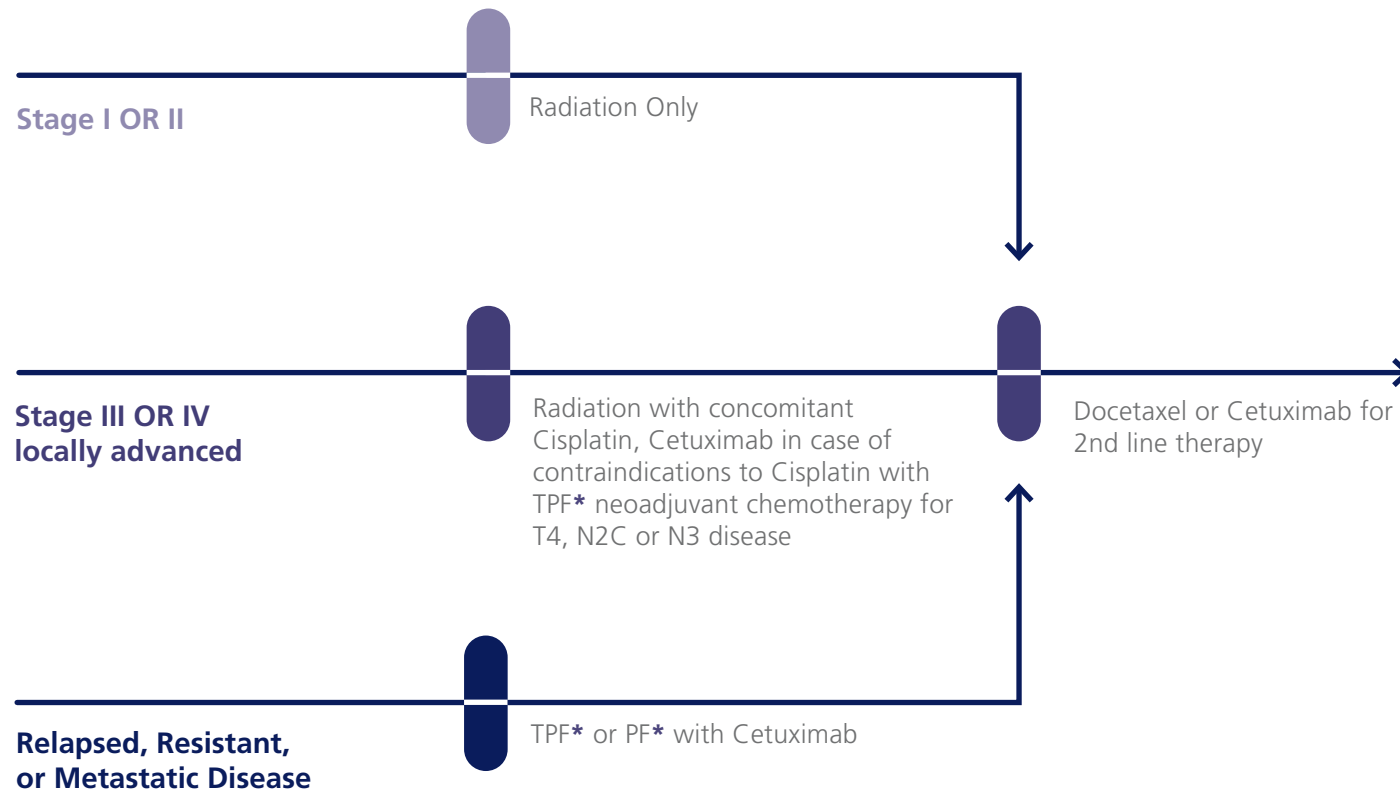 Stage I OR II
Radiation Only
Stage III OR IV
locally advanced
Radiation with concomitant
Cisplatin, Cetuximab in case of
contraindications to Cisplatin with
TPF* neoadjuvant chemotherapy for
T4, N2C or N3 disease
Docetaxel or Cetuximab for
2nd line therapy
Relapsed, Resistant,
or Metastatic Disease
TPF* or PF* with Cetuximab